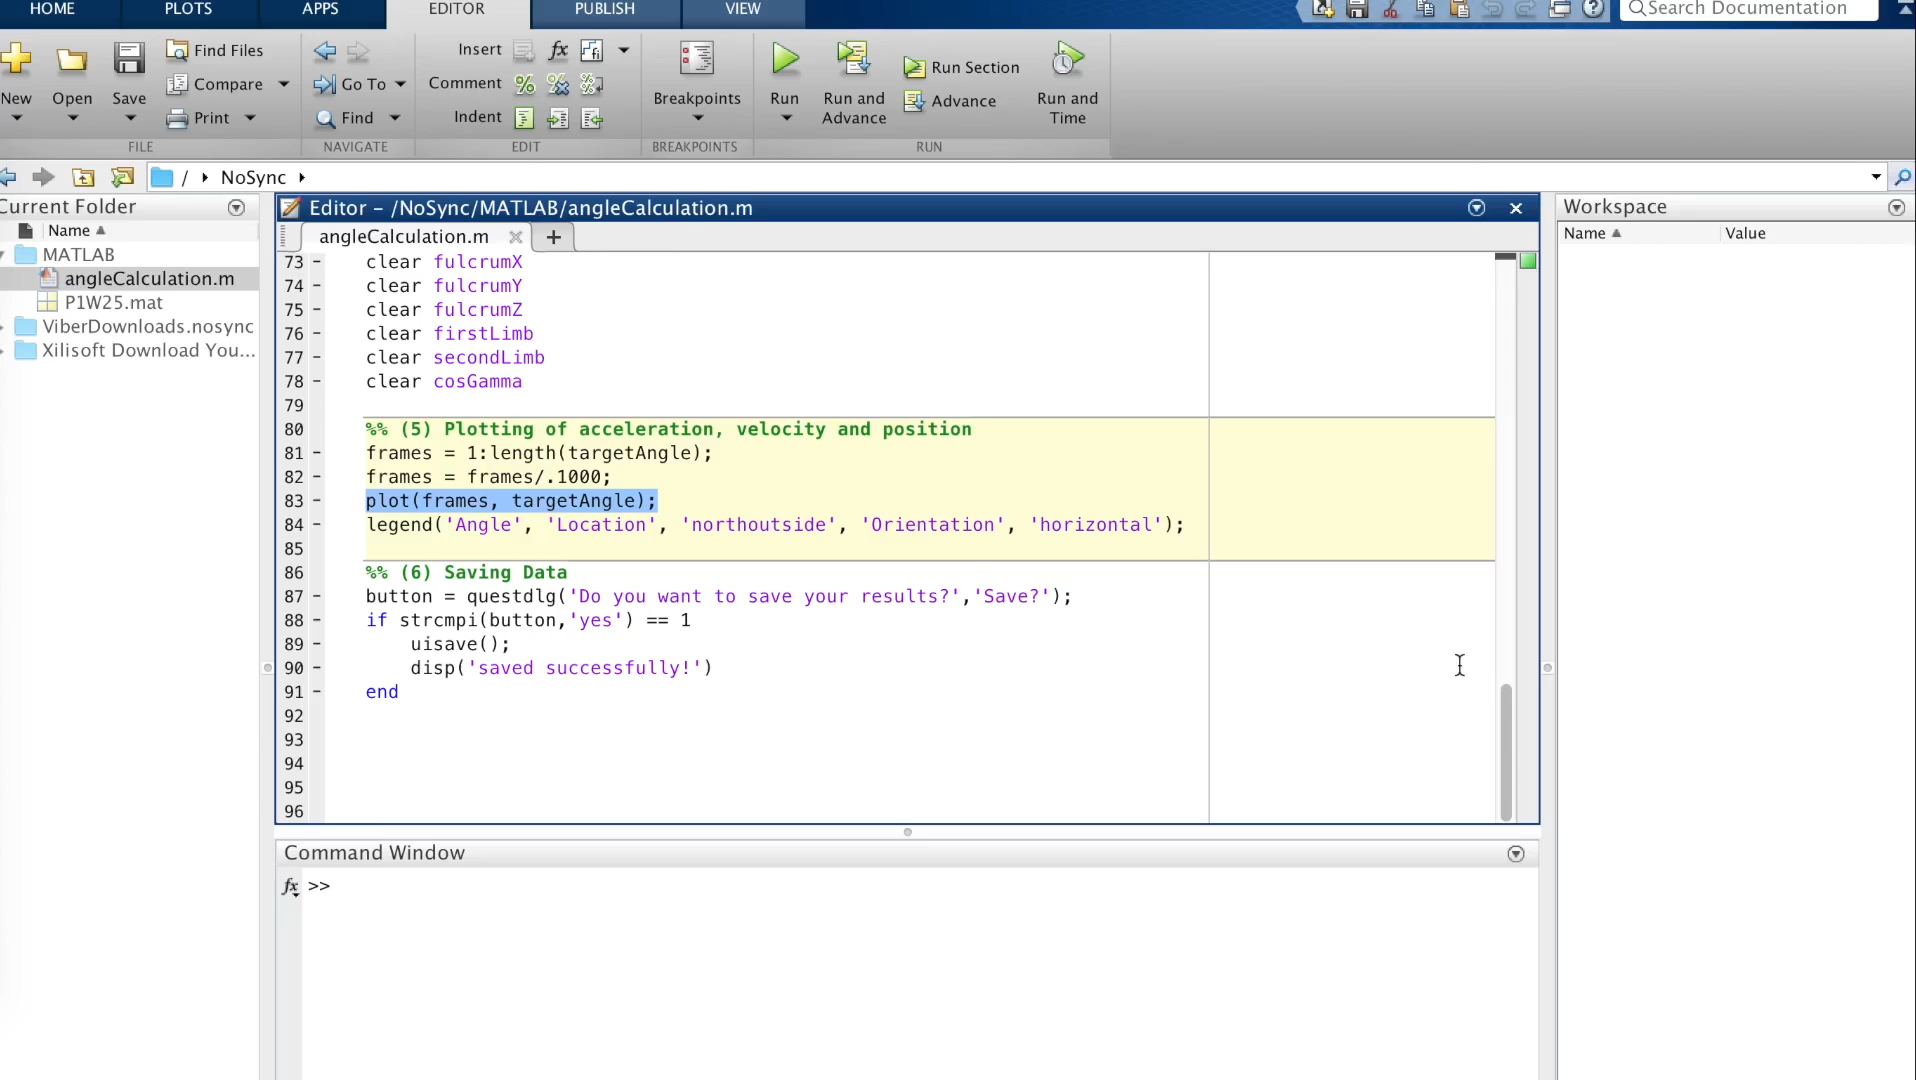 HOME PLOTS APPS EDITOR PUBLISH VIEW Search Documentation
New
Open
Save
Find Files
Compare
Print
FILE
Go To
Find
NAVIGATE
Insert fx
Comment
Indent
EDIT
Breakpoints
BREAKPOINTS
Run
Run and
Advance
Run Section
Advance
Run and
Time
RUN
/ NoSync
Current Folder
Name
MATLAB
angleCalculation.m
P1W25.mat
ViberDownloads.nosync
Xilisoft Download You...
Editor – /NoSync/MATLAB/angleCalculation.m
angleCalculation.m
73 – clear fulcrumX
74 – clear fulcrumY
75 – clear fulcrumZ
76 – clear firstLimb
77 – clear secondLimb
78 – clear cosGamma
79
80 %% (5) Plotting of acceleration, velocity and position
81 – frames = 1:length(targetAngle);
82 – frames = frames/.1000;
83 – plot(frames, targetAngle);
84 – legend('Angle', 'Location', 'northoutside', 'Orientation', 'horizontal');
85
86 %% (6) Saving Data
87 – button = questdlg('Do you want to save your results?','Save?');
88 – if strcmpi(button,'yes') == 1
89 – uisave();
90 – disp('saved successfully!')
91 – end
92
93
94
95
96
Command Window
fx >>
Workspace
Name Value